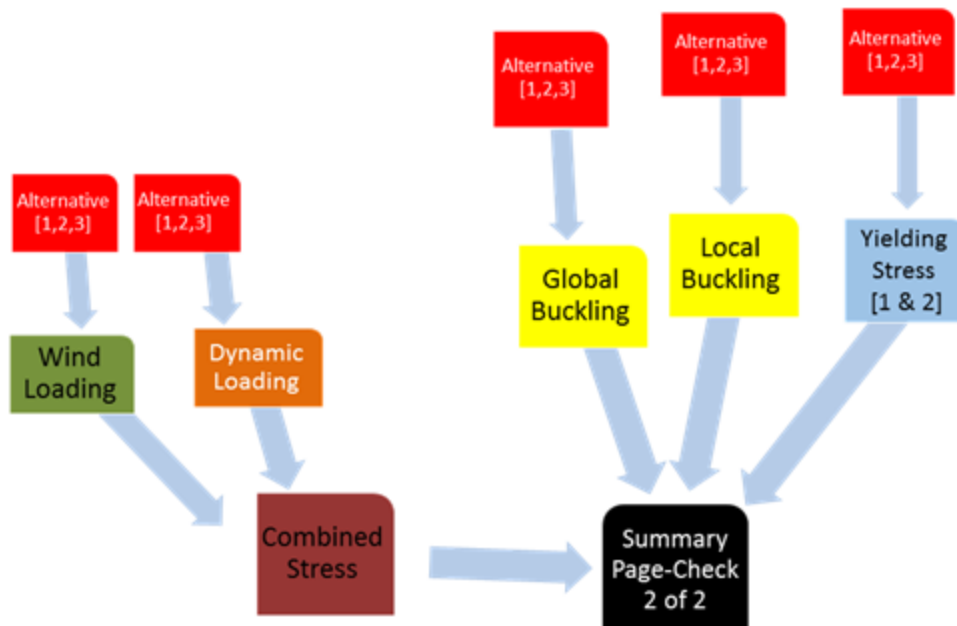 Alternative
[1,2,3]
Alternative
[1,2,3]
Alternative
[1,2,3]
Alternative
[1,2,3]
Alternative
[1,2,3]
Global
Buckling
Local
Buckling
Yielding
Stress
[1 & 2]
Wind
Loading
Dynamic
Loading
Combined
Stress
Summary
Page-Check
2 of 2